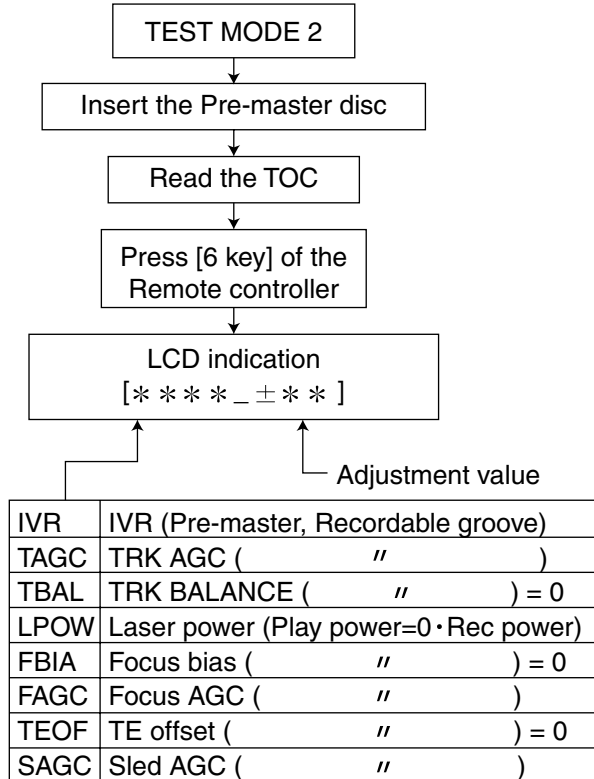 TEST MODE 2
Insert the Pre-master disc
Read the TOC
Press [6 key] of the
Remote controller
LCD indication
[＊＊＊＊_±＊＊]
Adjustment value
IVR IVR (Pre-master, Recordable groove)
TAGC TRK AGC ( 〃 )
TBAL TRK BALANCE ( 〃 ) = 0
LPOW Laser power (Play power=0・Rec power)
FBIA Focus bias ( 〃 ) = 0
FAGC Focus AGC ( 〃 )
TEOF TE offset ( 〃 ) = 0
SAGC Sled AGC ( 〃 )